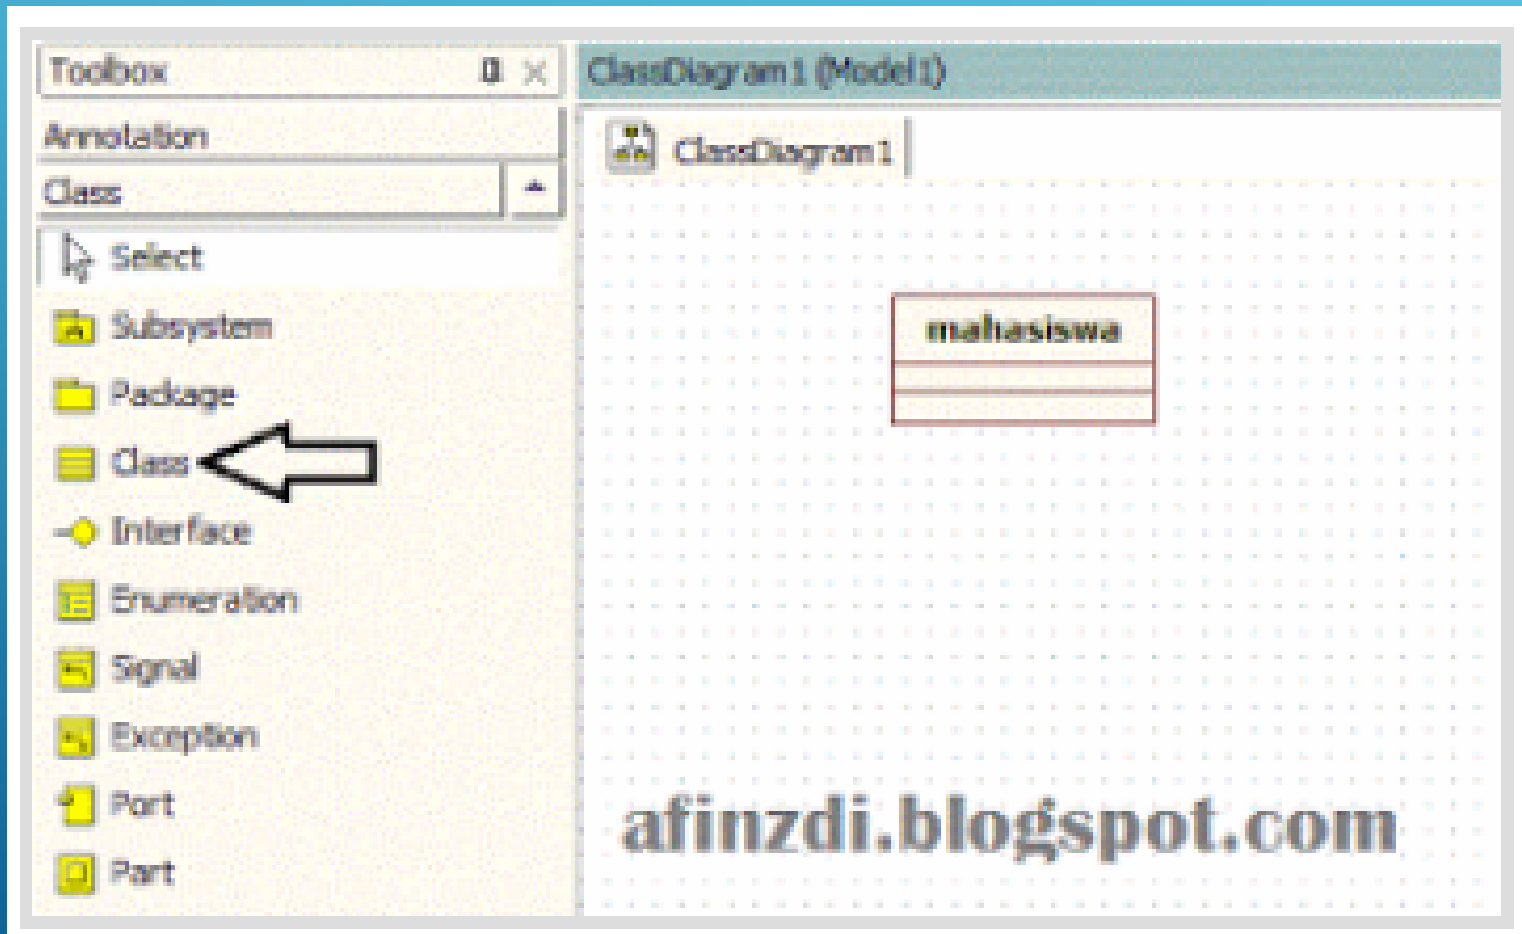 Toolbox
Annotation
Class
Select
Subsystem
Package
Class
Interface
Enumeration
Signal
Exception
Port
Part
ClassDiagram1 (Model1)
ClassDiagram1
mahasiswa
afinzdi.blogspot.com